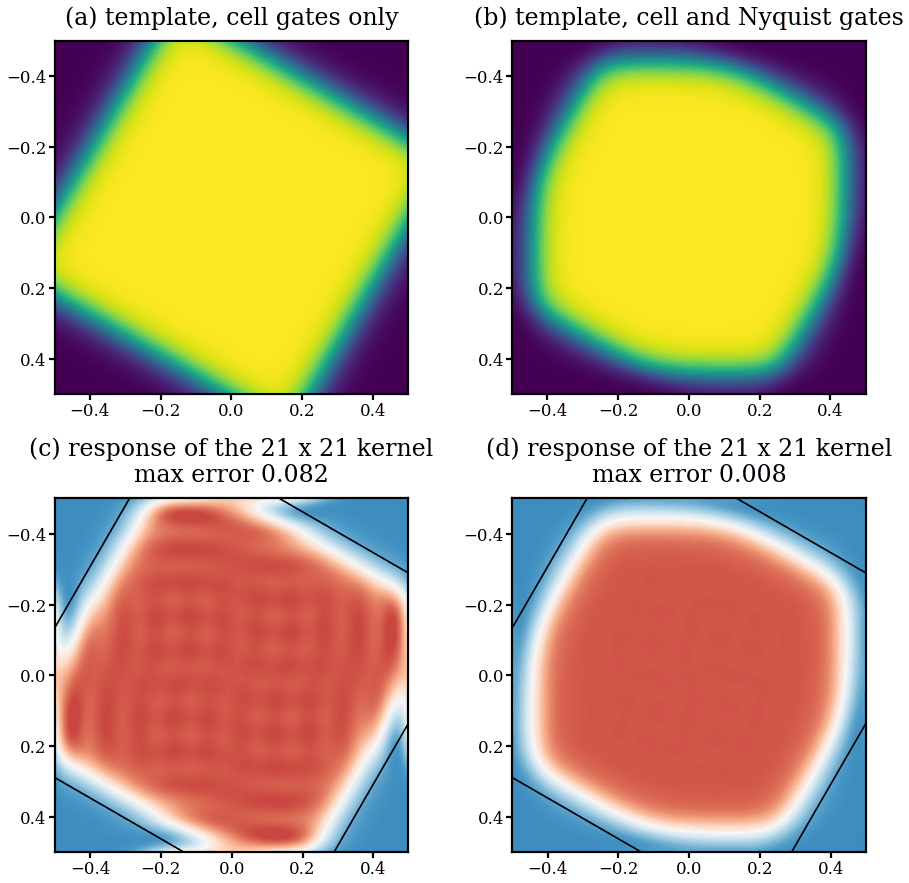 (a) template, cell gates only
(b) template, cell and Nyquist gates
−0.4
−0.2
0.0
0.2
0.4
−0.4 −0.2 0.0 0.2 0.4
−0.4
−0.2
0.0
0.2
0.4
−0.4 −0.2 0.0 0.2 0.4
(c) response of the 21 x 21 kernel
max error 0.082
(d) response of the 21 x 21 kernel
max error 0.008
−0.4
−0.2
0.0
0.2
0.4
−0.4 −0.2 0.0 0.2 0.4
−0.4
−0.2
0.0
0.2
0.4
−0.4 −0.2 0.0 0.2 0.4